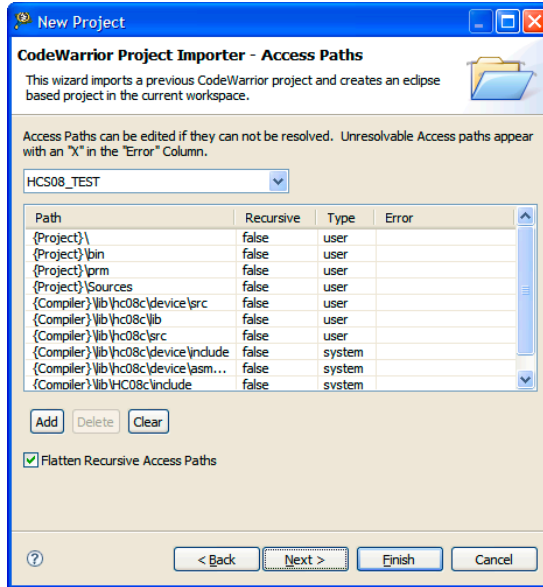 New Project
CodeWarrior Project Importer - Access Paths
This wizard imports a previous CodeWarrior project and creates an eclipse
based project in the current workspace.
Access Paths can be edited if they can not be resolved. Unresolvable Access paths appear
with an "X" in the "Error" Column.
HCS08_TEST
Path Recursive Type Error
{Project}\ false user
{Project}\bin false user
{Project}\prm false user
{Project}\Sources false user
{Compiler}\lib\hc08c\device\src false user
{Compiler}\lib\hc08c\lib false user
{Compiler}\lib\hc08c\src false user
{Compiler}\lib\hc08c\device\include false system
{Compiler}\lib\hc08c\device\asm... false system
{Compiler}\lib\HC08c\include false system
Add Delete Clear
Flatten Recursive Access Paths
? < Back Next > Finish Cancel